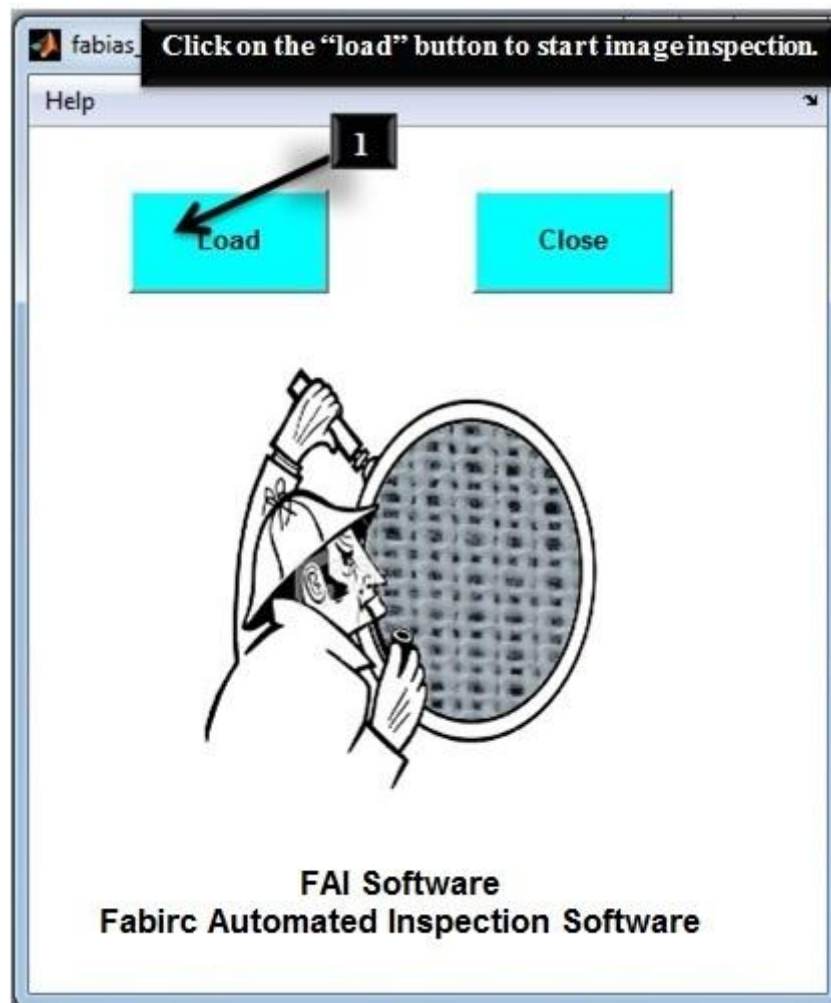 fabias_
Click on the “load” button to start image inspection.
Help
1
Load
Close
FAI Software
Fabirc Automated Inspection Software